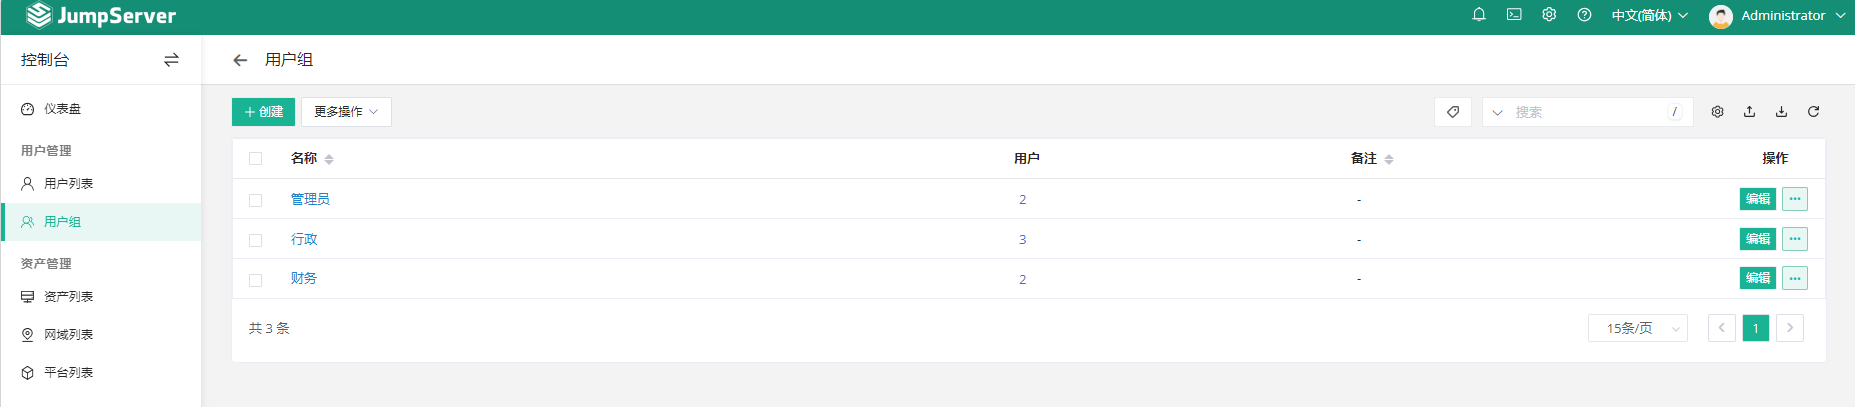 JumpServer
中文(简体)
Administrator
控制台
用户组
仪表盘
用户管理
用户列表
用户组
资产管理
资产列表
网域列表
平台列表
创建
更多操作
搜索
/
名称
用户
备注
操作
管理员
2
-
编辑
行政
3
-
编辑
财务
2
-
编辑
共 3 条
15条/页
1